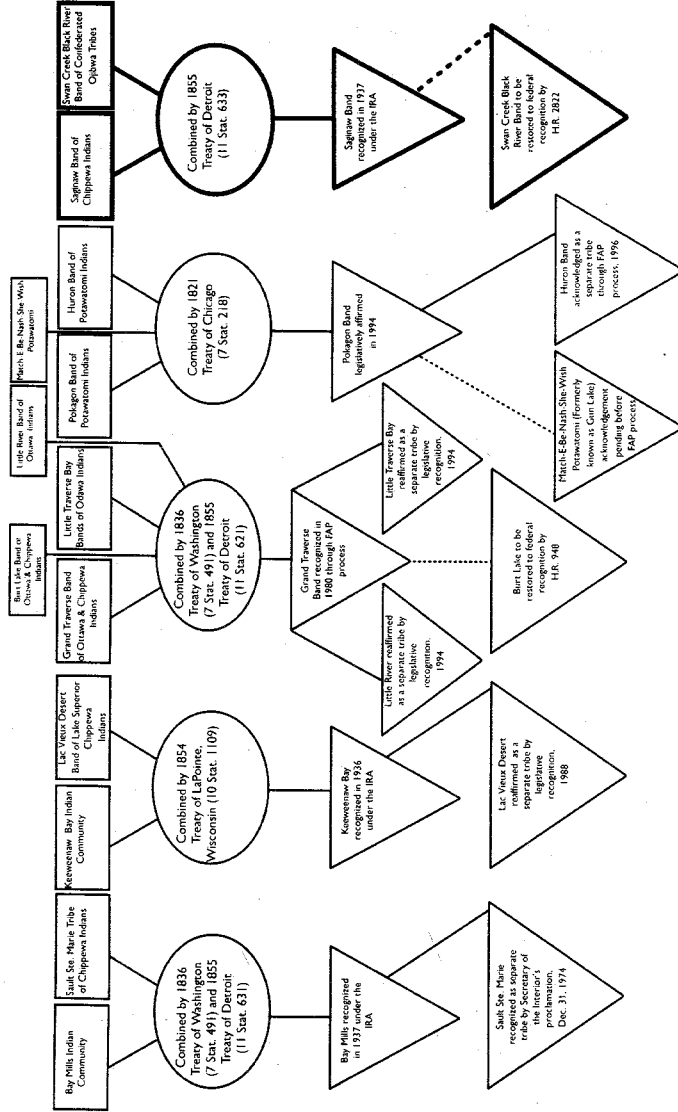 Bay Mills Indian
Community
Sault Ste. Marie Tribe
of Chippewa Indians
Combined by 1836
Treaty of Washington
(7 Stat. 491) and 1855
Treaty of Detroit
(11 Stat. 631)
Bay Mills recognized
in 1937 under the
IRA
Sault Ste. Marie
recognized as separate
tribe by Secretary of
the Interior's
proclamation,
Dec. 31, 1974
Keeweenaw Bay Indian
Community
Lac Vieux Desert
Band of Lake Superior
Chippewa
Indians
Combined by 1854
Treaty of LaPointe,
Wisconsin (10 Stat. 1109)
Keeweenaw Bay
recognized in 1936
under the IRA
Lac Vieux Desert
reaffirmed as a
separate tribe by
legislative
recognition,
1988
Burt Lake Band of
Ottawa & Chippewa
Indians
Little River Band of
Ottawa Indians
Grand Traverse Band
of Ottawa & Chippewa
Indians
Little Traverse Bay
Bands of Odawa Indians
Combined by 1836
Treaty of Washington
(7 Stat. 491) and 1855
Treaty of Detroit
(11 Stat. 621)
Grand Traverse
Band recognized in
1980 through FAP
process
Little River reaffirmed
as a separate tribe by
legislative
recognition,
1994
Little Traverse Bay
reaffirmed as a
separate tribe by
legislative
recognition,
1994
Burt Lake to be
restored to federal
recognition by
H.R. 948
Match-E-Be-Nash-She-Wish
Potawatomi
Pokagon Band of
Potawatomi Indians
Huron Band of
Potawatomi Indians
Combined by 1821
Treaty of Chicago
(7 Stat. 218)
Pokagon Band
legislatively affirmed
in 1994
Match-E-Be-Nash-She-Wish
Potawatomi (Formerly
known as Gun Lake)
acknowledgement
pending before
FAP process
Huron Band
acknowledged as a
separate tribe
through FAP
process, 1996
Saginaw Band of
Chippewa Indians
Swan Creek Black River
Band of Confederated
Ojibwa Tribes
Combined by 1855
Treaty of Detroit
(11 Stat. 633)
Saginaw Band
recognized in 1937
under the IRA
Swan Creek Black
River Band to be
restored to federal
recognition by
H.R. 2822